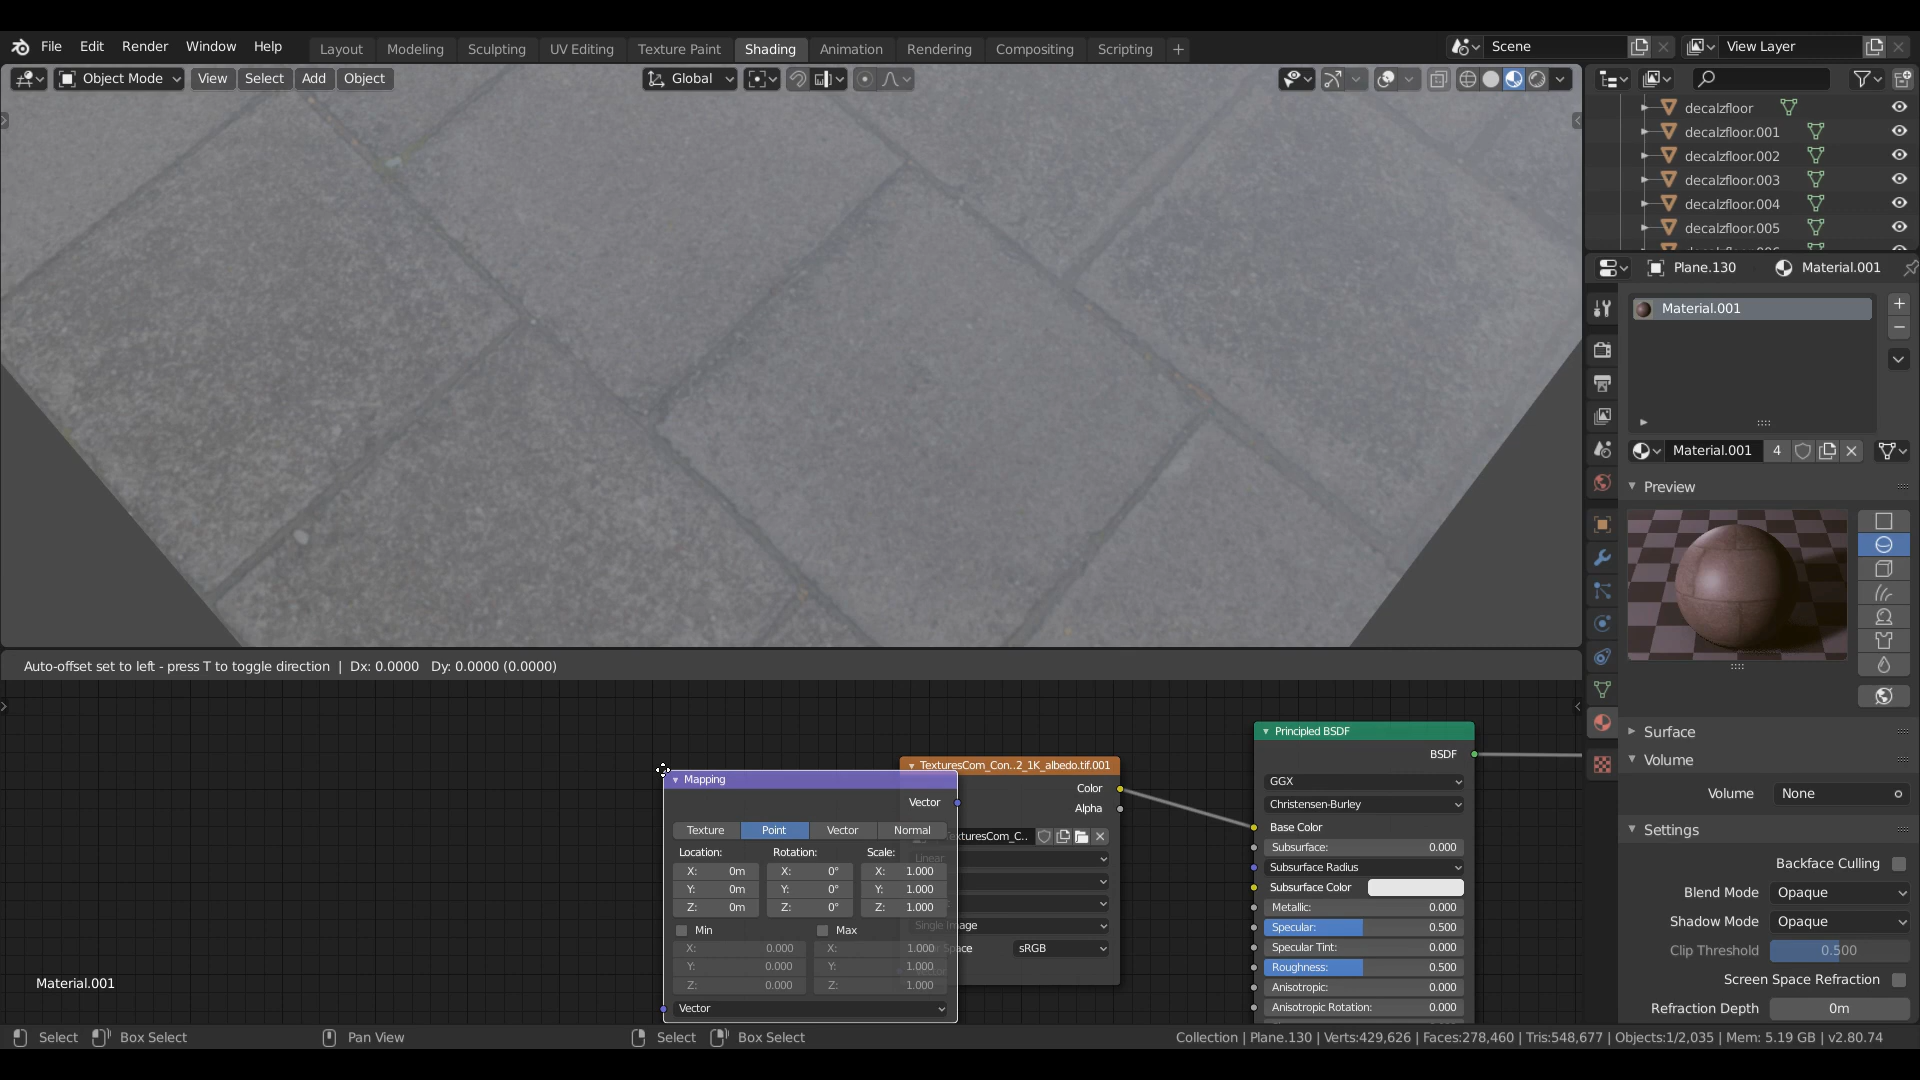 File Edit Render Window Help
Layout Modeling Sculpting UV Editing Texture Paint Shading Animation Rendering Compositing Scripting +
Scene
View Layer
Object Mode View Select Add Object
Global
decalzfloor
decalzfloor.001
decalzfloor.002
decalzfloor.003
decalzfloor.004
decalzfloor.005
Plane.130 Material.001
Material.001
Material.001 4
Preview
Surface
Volume
Volume None
Settings
Backface Culling
Blend Mode Opaque
Shadow Mode Opaque
Clip Threshold 0.500
Screen Space Refraction
Refraction Depth 0m
Auto-offset set to left - press T to toggle direction | Dx: 0.0000 Dy: 0.0000 (0.0000)
Mapping
Vector
Texture Point Vector Normal
Location: Rotation: Scale:
X: 0m X: 0° X: 1.000
Y: 0m Y: 0° Y: 1.000
Z: 0m Z: 0° Z: 1.000
Min Max
X: 0.000 X: 1.000
Y: 0.000 Y: 1.000
Z: 0.000 Z: 1.000
Vector
TexturesCom_Con..2_1K_albedo.tif.001
Color
Alpha
exturesCom_C..
Linear
Single Image
Space sRGB
Principled BSDF
BSDF
GGX
Christensen-Burley
Base Color
Subsurface: 0.000
Subsurface Radius
Subsurface Color
Metallic: 0.000
Specular: 0.500
Specular Tint: 0.000
Roughness: 0.500
Anisotropic: 0.000
Anisotropic Rotation: 0.000
Material.001
Select Box Select Pan View Select Box Select
Collection | Plane.130 | Verts:429,626 | Faces:278,460 | Tris:548,677 | Objects:1/2,035 | Mem: 5.19 GB | v2.80.74